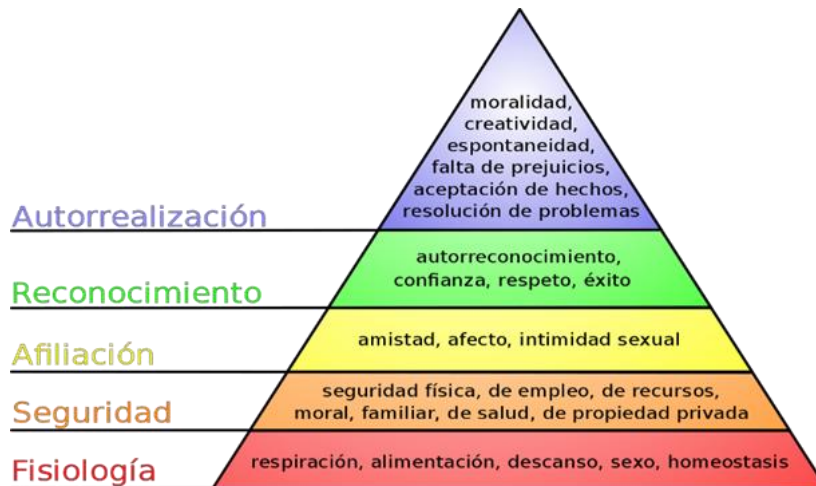 moralidad,
creatividad,
espontaneidad,
falta de prejuicios,
aceptación de hechos,
resolución de problemas
Autorrealización
autorreconocimiento,
confianza, respeto, éxito
Reconocimiento
amistad, afecto, intimidad sexual
Afiliación
seguridad física, de empleo, de recursos,
moral, familiar, de salud, de propiedad privada
Seguridad
respiración, alimentación, descanso, sexo, homeostasis
Fisiología